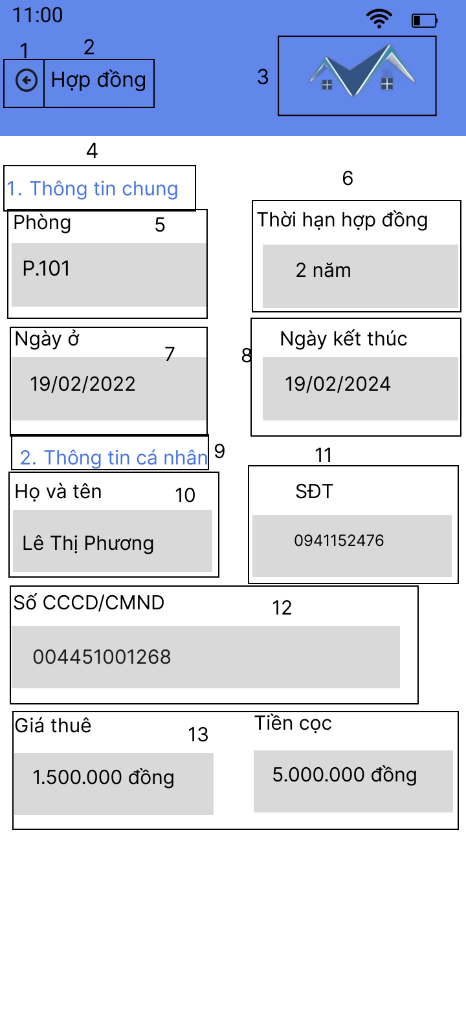 11:00
1
2
Hợp đồng
3
4
1. Thông tin chung
6
Phòng
5
Thời hạn hợp đồng
P.101
2 năm
Ngày ở
7
8
Ngày kết thúc
19/02/2022
19/02/2024
2. Thông tin cá nhân
9
11
Họ và tên
10
SĐT
Lê Thị Phương
0941152476
Số CCCD/CMND
12
004451001268
Giá thuê
13
Tiền cọc
1.500.000 đồng
5.000.000 đồng